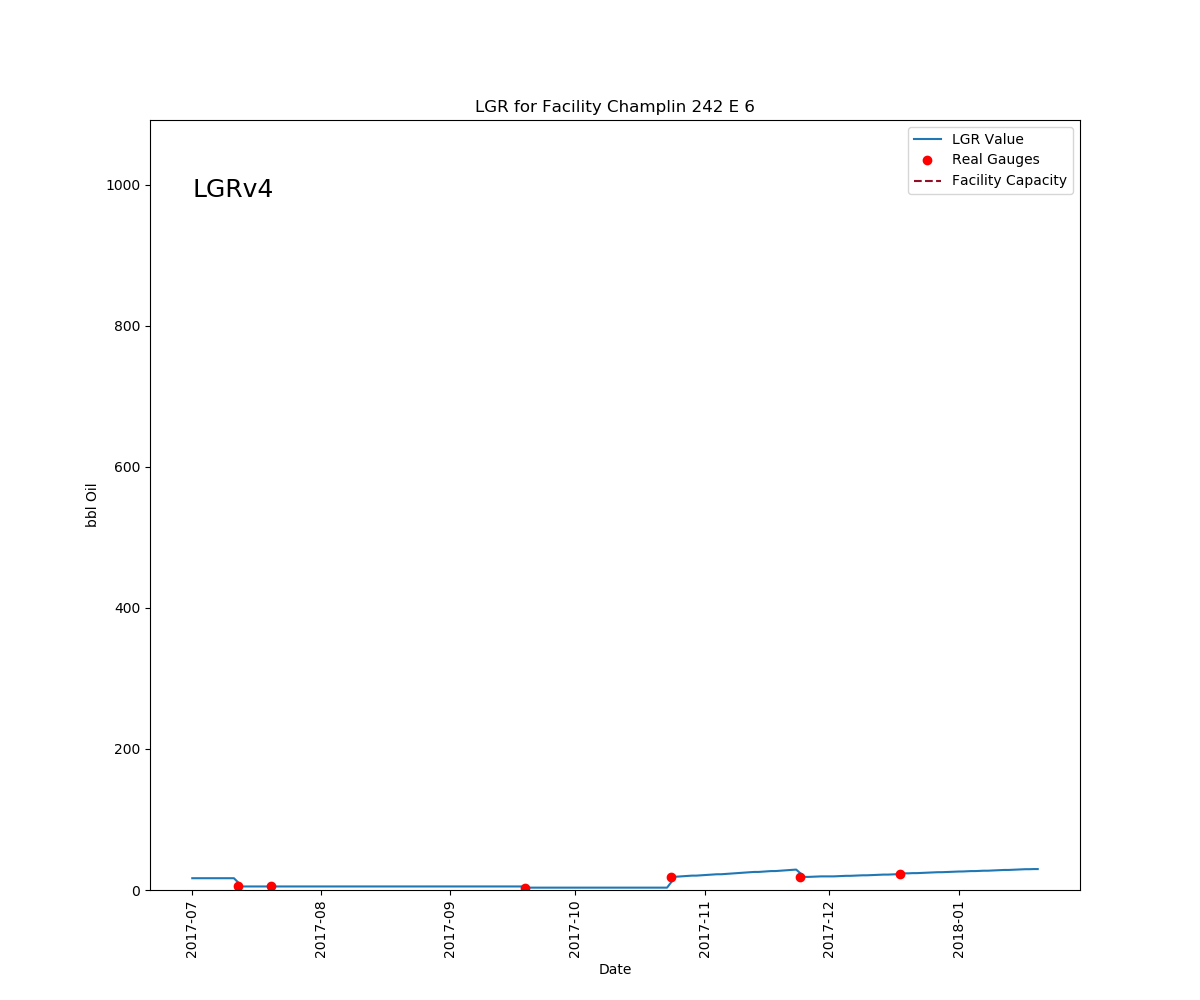 LGR for Facility Champlin 242 E 6
LGR Value
Real Gauges
Facility Capacity
LGRv4
1000
800
600
400
200
0
bbl Oil
2017-07
2017-08
2017-09
2017-10
2017-11
2017-12
2018-01
Date